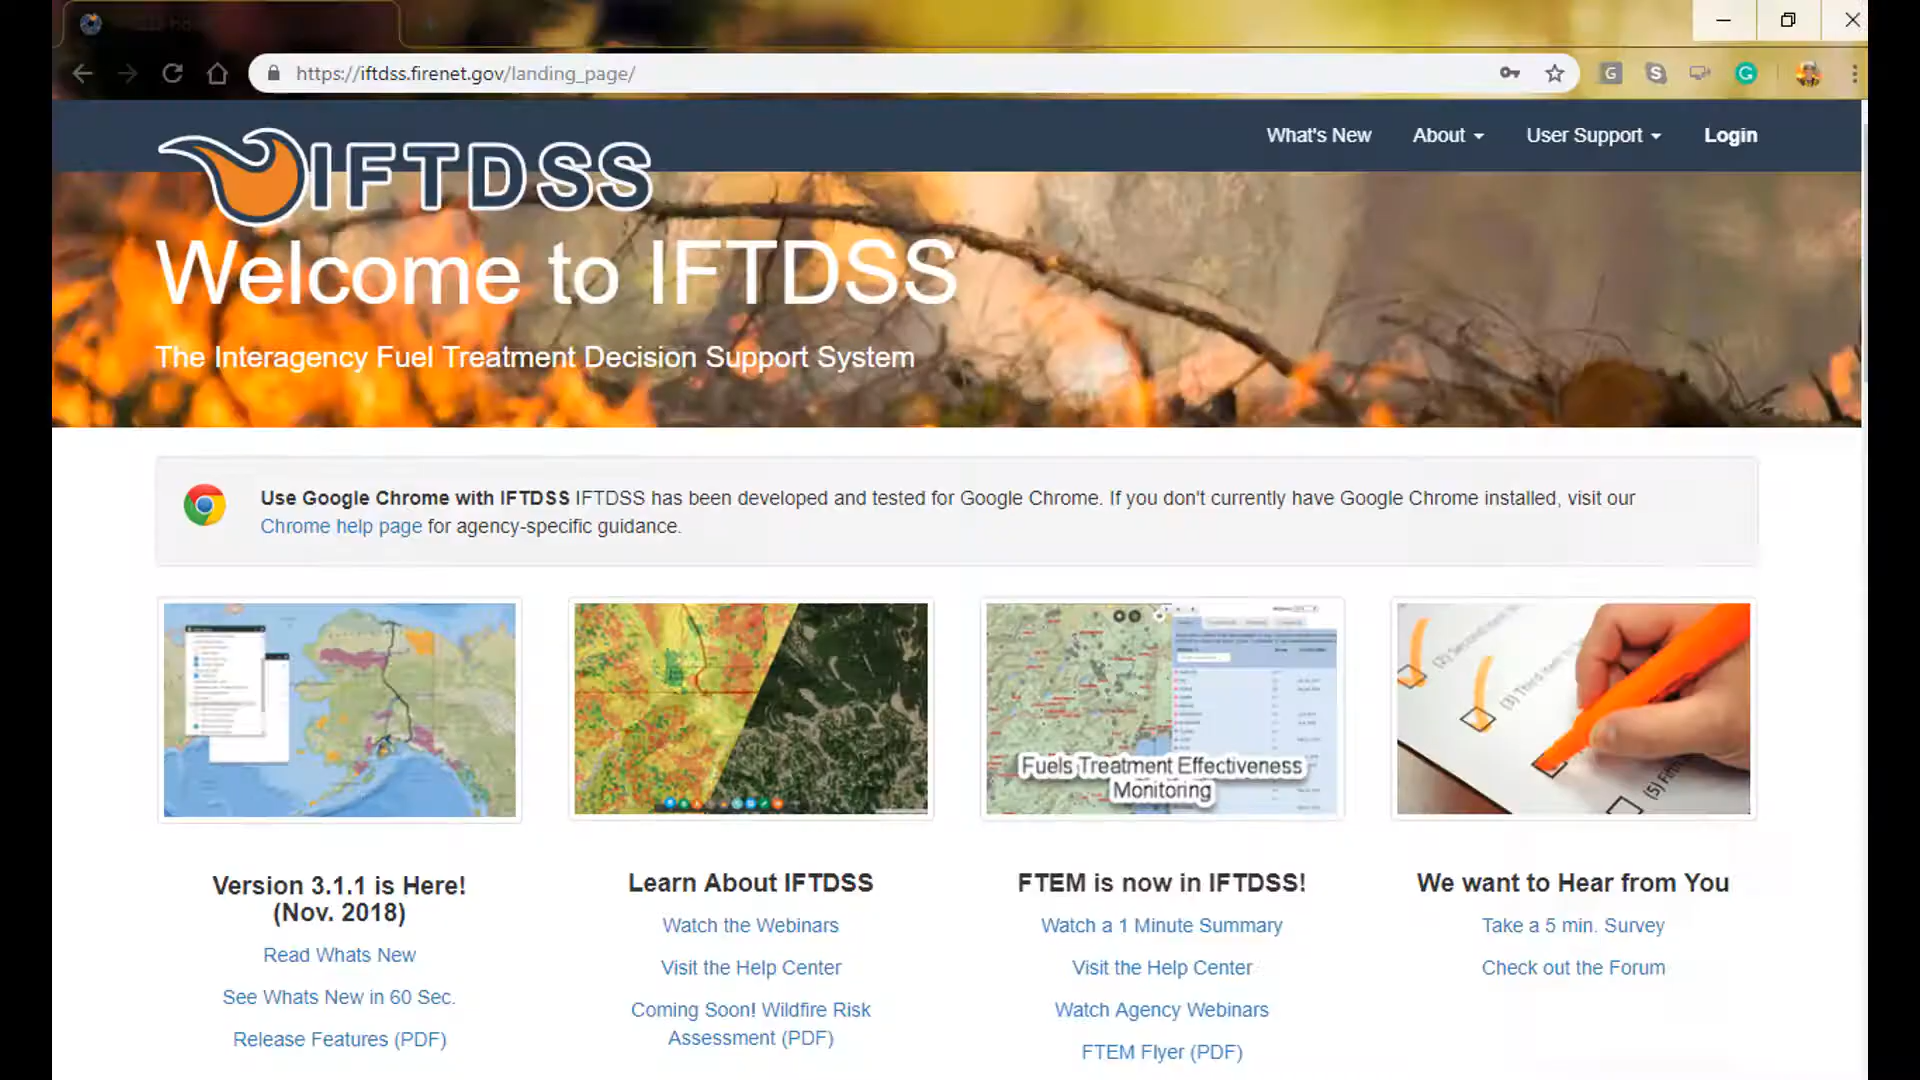 https://iftdss.firenet.gov/landing_page/
What's New About User Support Login
IFTDSS
Welcome to IFTDSS
The Interagency Fuel Treatment Decision Support System
Use Google Chrome with IFTDSS IFTDSS has been developed and tested for Google Chrome. If you don't currently have Google Chrome installed, visit our
Chrome help page for agency-specific guidance.
Fuels Treatment Effectiveness
Monitoring
Version 3.1.1 is Here!
(Nov. 2018)
Read Whats New
See Whats New in 60 Sec.
Release Features (PDF)
Learn About IFTDSS
Watch the Webinars
Visit the Help Center
Coming Soon! Wildfire Risk
Assessment (PDF)
FTEM is now in IFTDSS!
Watch a 1 Minute Summary
Visit the Help Center
Watch Agency Webinars
FTEM Flyer (PDF)
We want to Hear from You
Take a 5 min. Survey
Check out the Forum